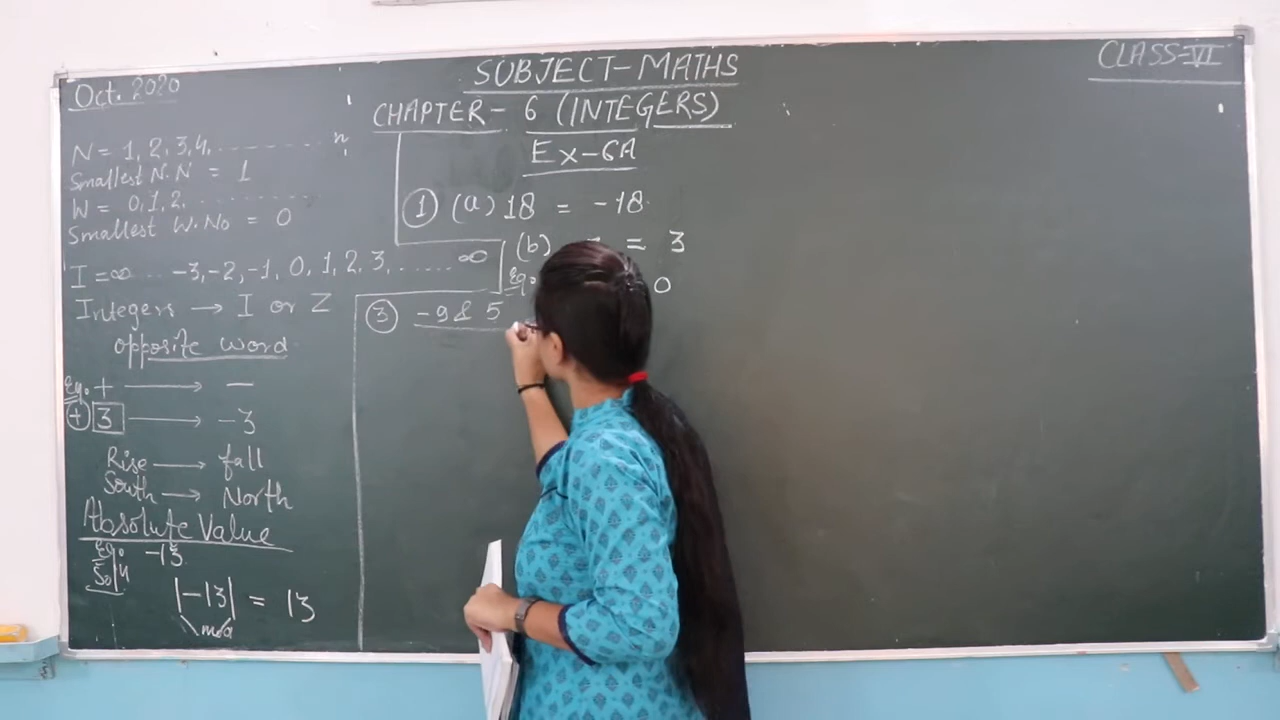 Oct. 2020
SUBJECT-MATHS
CLASS-VI
CHAPTER- 6 (INTEGERS)
Ex-6A
N = 1, 2, 3, 4, ........... n,
Smallest N.N = 1
W = 0, 1, 2. ...........
Smallest W.No = 0
I = ∞ .... -3, -2, -1, 0, 1, 2, 3, ....... ∞
Integers → I or Z
opposite word
Eg. + → −
+ 3 → -3
Rise → fall
South → North
Absolute Value
Eg. -13
Solⁿ
|-13| = 13
mod
1 (a) 18 = -18
(b) = 3
Eg. 0
3 -9 & 5